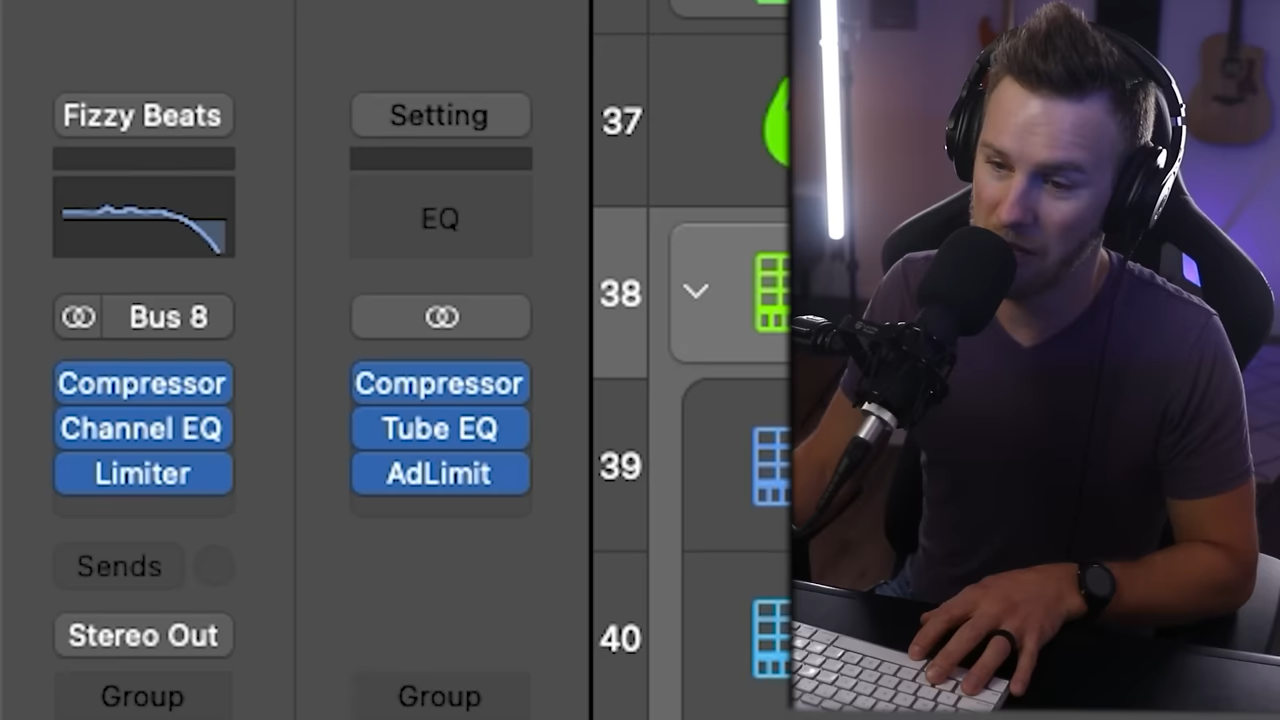 Fizzy Beats
Setting
EQ
Bus 8
Compressor
Channel EQ
Limiter
Compressor
Tube EQ
AdLimit
Sends
Stereo Out
Group
Group
37
38
39
40